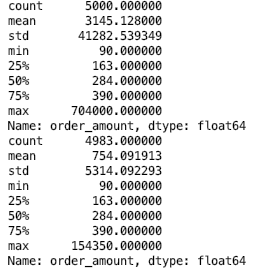 count      5000.000000
mean       3145.128000
std       41282.539349
min          90.000000
25%         163.000000
50%         284.000000
75%         390.000000
max      704000.000000
Name: order_amount, dtype: float64
count      4983.000000
mean        754.091913
std        5314.092293
min          90.000000
25%         163.000000
50%         284.000000
75%         390.000000
max      154350.000000
Name: order_amount, dtype: float64